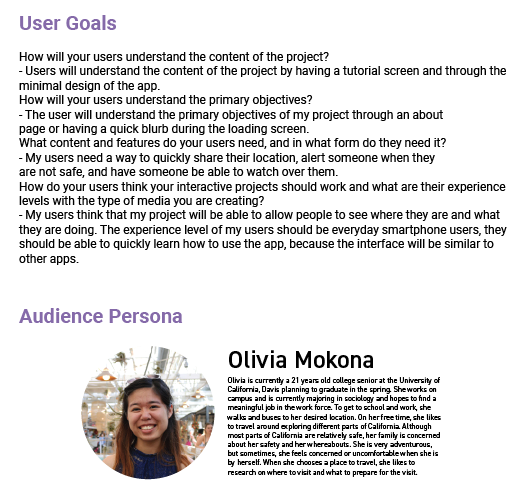 User Goals
How will your users understand the content of the project?
- Users will understand the content of the project by having a tutorial screen and through the
minimal design of the app.
How will your users understand the primary objectives?
- The user will understand the primary objectives of my project through an about
page or having a quick blurb during the loading screen.
What content and features do your users need, and in what form do they need it?
- My users need a way to quickly share their location, alert someone when they
are not safe, and have someone be able to watch over them.
How do your users think your interactive projects should work and what are their experience
levels with the type of media you are creating?
- My users think that my project will be able to allow people to see where they are and what
they are doing. The experience level of my users should be everyday smartphone users, they
should be able to quickly learn how to use the app, because the interface will be similar to
other apps.
Audience Persona
Olivia Mokona
Olivia is currently a 21 years old college senior at the University of
California, Davis planning to graduate in the spring. She works on
campus and is currently majoring in sociology and hopes to find a
meaningful job in the work force. To get to school and work, she
walks and buses to her desired location. On her free time, she likes
to travel around exploring different parts of California. Although
most parts of California are relatively safe, her family is concerned
about her safety and her whereabouts. She is very adventurous,
but sometimes, she feels concerned or uncomfortable when she is
by herself. When she chooses a place to travel, she likes to
research on where to visit and what to prepare for the visit.